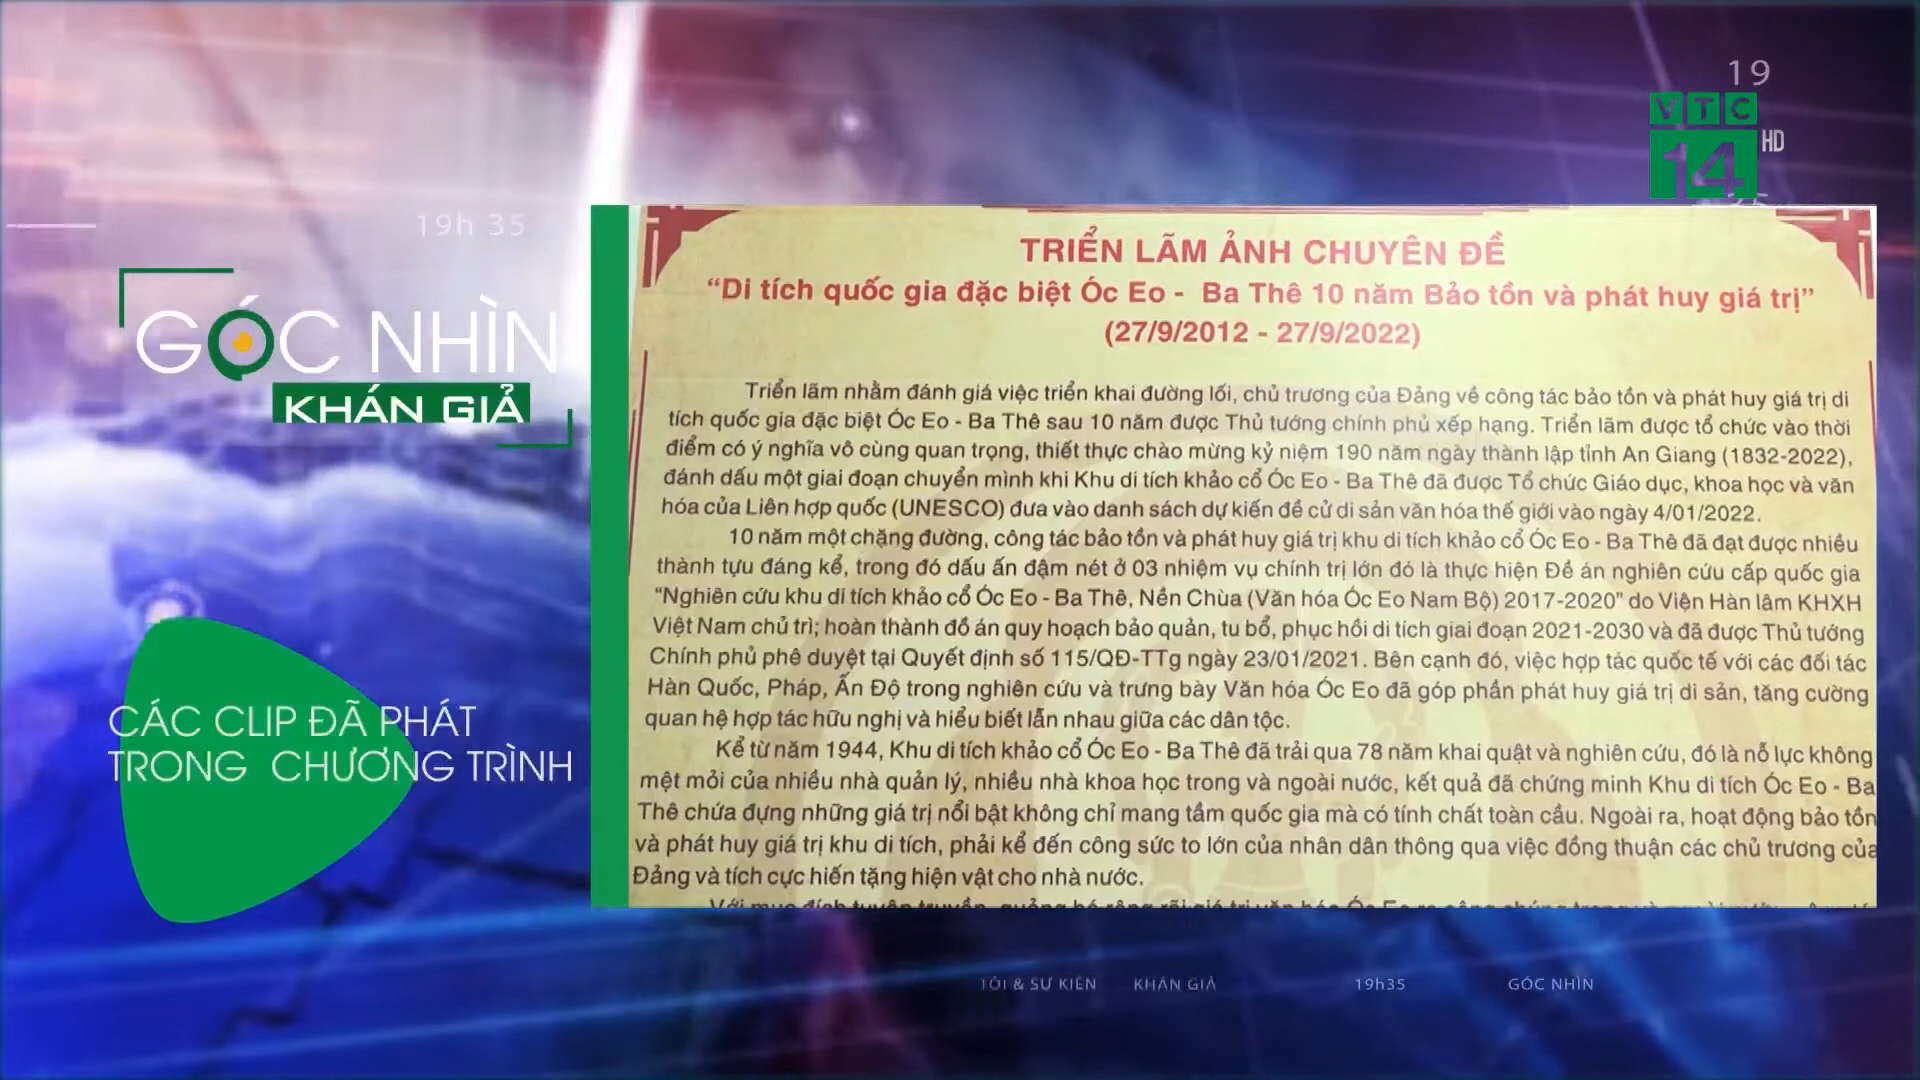 19
VTC
14
HD
19h 35
GÓC NHÌN
KHÁN GIẢ
CÁC CLIP ĐÃ PHÁT
TRONG CHƯƠNG TRÌNH
TRIỂN LÃM ẢNH CHUYÊN ĐỀ
“Di tích quốc gia đặc biệt Óc Eo - Ba Thê 10 năm Bảo tồn và phát huy giá trị”
(27/9/2012 - 27/9/2022)
Triển lãm nhằm đánh giá việc triển khai đường lối, chủ trương của Đảng về công tác bảo tồn và phát huy giá trị di
tích quốc gia đặc biệt Óc Eo - Ba Thê sau 10 năm được Thủ tướng chính phủ xếp hạng. Triển lãm được tổ chức vào thời
điểm có ý nghĩa vô cùng quan trọng, thiết thực chào mừng kỷ niệm 190 năm ngày thành lập tỉnh An Giang (1832-2022),
đánh dấu một giai đoạn chuyển mình khi Khu di tích khảo cổ Óc Eo - Ba Thê đã được Tổ chức Giáo dục, khoa học và văn
hóa của Liên hợp quốc (UNESCO) đưa vào danh sách dự kiến đề cử di sản văn hóa thế giới vào ngày 4/01/2022.
10 năm một chặng đường, công tác bảo tồn và phát huy giá trị khu di tích khảo cổ Óc Eo - Ba Thê đã đạt được nhiều
thành tựu đáng kể, trong đó dấu ấn đậm nét ở 03 nhiệm vụ chính trị lớn đó là thực hiện Đề án nghiên cứu cấp quốc gia
“Nghiên cứu khu di tích khảo cổ Óc Eo - Ba Thê, Nền Chùa (Văn hóa Óc Eo Nam Bộ) 2017-2020” do Viện Hàn lâm KHXH
Việt Nam chủ trì; hoàn thành đồ án quy hoạch bảo quản, tu bổ, phục hồi di tích giai đoạn 2021-2030 và đã được Thủ tướng
Chính phủ phê duyệt tại Quyết định số 115/QĐ-TTg ngày 23/01/2021. Bên cạnh đó, việc hợp tác quốc tế với các đối tác
Hàn Quốc, Pháp, Ấn Độ trong nghiên cứu và trưng bày Văn hóa Óc Eo đã góp phần phát huy giá trị di sản, tăng cường
quan hệ hợp tác hữu nghị và hiểu biết lẫn nhau giữa các dân tộc.
Kể từ năm 1944, Khu di tích khảo cổ Óc Eo - Ba Thê đã trải qua 78 năm khai quật và nghiên cứu, đó là nỗ lực không
mệt mỏi của nhiều nhà quản lý, nhiều nhà khoa học trong và ngoài nước, kết quả đã chứng minh Khu di tích Óc Eo - Ba
Thê chứa đựng những giá trị nổi bật không chỉ mang tầm quốc gia mà có tính chất toàn cầu. Ngoài ra, hoạt động bảo tồn
và phát huy giá trị khu di tích, phải kể đến công sức to lớn của nhân dân thông qua việc đồng thuận các chủ trương của
Đảng và tích cực hiến tặng hiện vật cho nhà nước.
& SỰ KIỆN KHÁN GIẢ 19h35 GÓC NHÌN